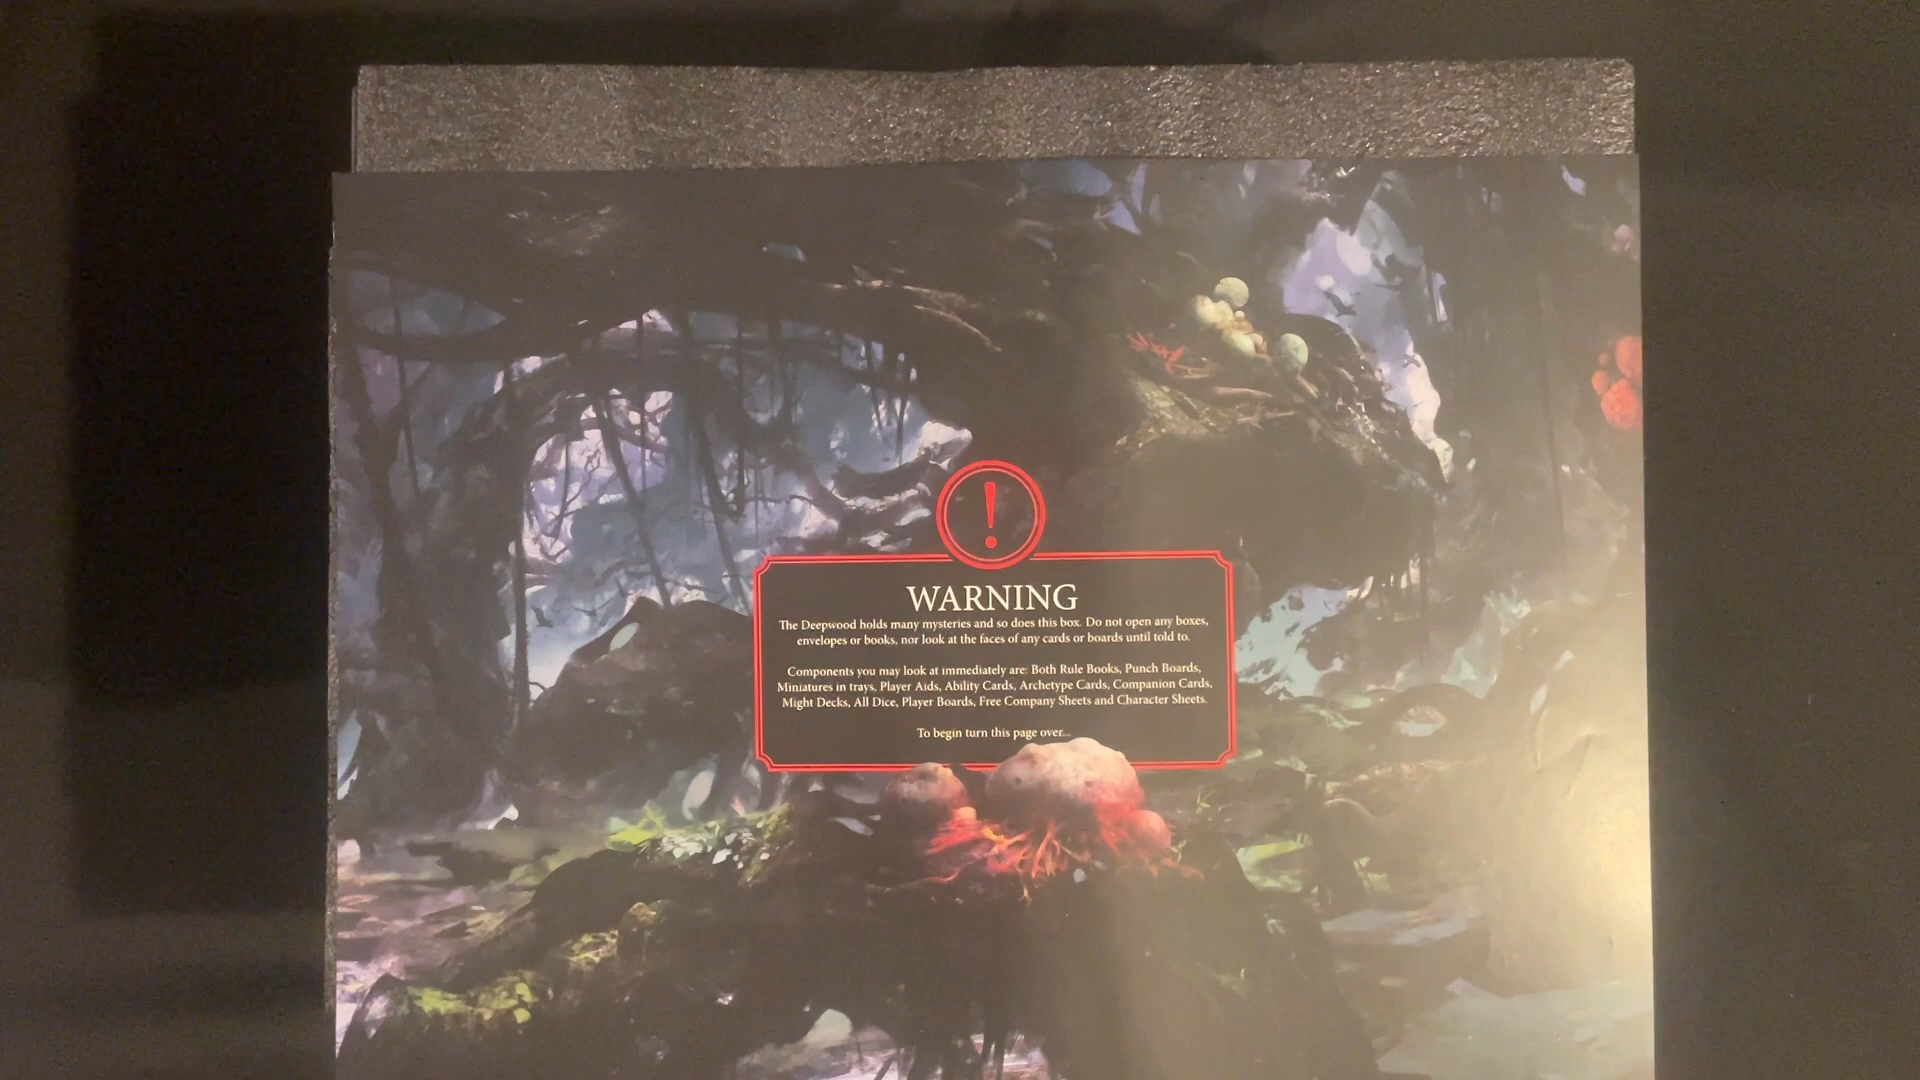 !
WARNING
The Deepwood holds many mysteries and so does this box. Do not open any boxes,
envelopes or books, nor look at the faces of any cards or boards until told to.
Components you may look at immediately are: Both Rule Books, Punch Boards,
Miniatures in trays, Player Aids, Ability Cards, Archetype Cards, Companion Cards,
Might Decks, All Dice, Player Boards, Free Company Sheets and Character Sheets.
To begin turn this page over...